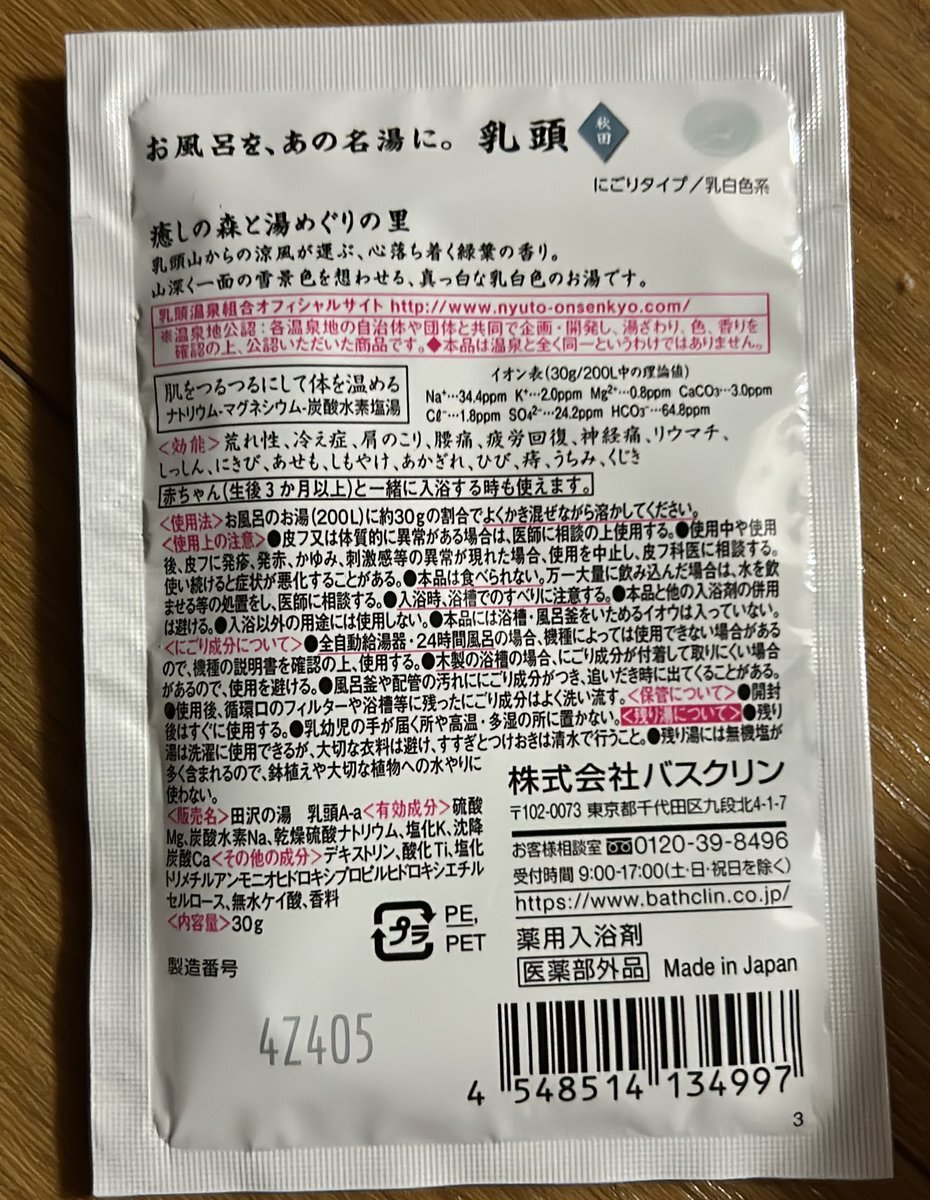 お風呂を、あの名湯に。 乳頭 秋田
にごりタイプ/乳白色系
癒しの森と湯めぐりの里
乳頭山からの涼風が運ぶ、心落ち着く緑葉の香り。
山深く一面の雪景色を想わせる、真っ白な乳白色のお湯です。
乳頭温泉組合オフィシャルサイト http://www.nyuto-onsenkyo.com/
※温泉地公認:各温泉地の自治体や団体と共同で企画・開発し、湯ざわり、色、香りを
確認の上、公認いただいた商品です。◆本品は温泉と全く同一というわけではありません。
肌をつるつるにして体を温める
ナトリウム-マグネシウム-炭酸水素塩湯
イオン表(30g/200L中の理論値)
Na⁺…34.4ppm K⁺…2.0ppm Mg²⁺…0.8ppm CaCO₃…3.0ppm
Cℓ⁻…1.8ppm SO₄²⁻…24.2ppm HCO₃⁻…64.8ppm
<効能>荒れ性、冷え症、肩のこり、腰痛、疲労回復、神経痛、リウマチ、
しっしん、にきび、あせも、しもやけ、あかぎれ、ひび、痔、うちみ、くじき
赤ちゃん(生後3か月以上)と一緒に入浴する時も使えます。
<使用法>お風呂のお湯(200L)に約30gの割合でよくかき混ぜながら溶かしてください。
<使用上の注意>●皮フ又は体質的に異常がある場合は、医師に相談の上使用する。●使用中や使用
後、皮フに発疹、発赤、かゆみ、刺激感等の異常が現れた場合、使用を中止し、皮フ科医に相談する。
使い続けると症状が悪化することがある。●本品は食べられない。万一大量に飲み込んだ場合は、水を飲
ませる等の処置をし、医師に相談する。●入浴時、浴槽でのすべりに注意する。●本品と他の入浴剤の併用
は避ける。●入浴以外の用途には使用しない。●本品には浴槽・風呂釜をいためるイオウは入っていない。
<にごり成分について>●全自動給湯器・24時間風呂の場合、機種によっては使用できない場合がある
ので、機種の説明書を確認の上、使用する。●木製の浴槽の場合、にごり成分が付着して取りにくい場合
があるので、使用を避ける。●風呂釜や配管の汚れににごり成分がつき、追いだき時に出てくることがある。
●使用後、循環口のフィルターや浴槽等に残ったにごり成分はよく洗い流す。<保管について>●開封
後はすぐに使用する。●乳幼児の手が届く所や高温・多湿の所に置かない。<残り湯について>●残り
湯は洗濯に使用できるが、大切な衣料は避け、すすぎとつけおきは清水で行うこと。●残り湯には無機塩が
多く含まれるので、鉢植えや大切な植物への水やりに
使わない。
<販売名>田沢の湯 乳頭A-a<有効成分>硫酸
Mg、炭酸水素Na、乾燥硫酸ナトリウム、塩化K、沈降
炭酸Ca<その他の成分>デキストリン、酸化Ti、塩化
トリメチルアンモニオヒドロキシプロピルヒドロキシエチル
セルロース、無水ケイ酸、香料
<内容量>30g
プラ PE, PET
製造番号
4Z405
株式会社バスクリン
〒102-0073 東京都千代田区九段北4-1-7
お客様相談室 0120-39-8496
受付時間 9:00-17:00(土・日・祝日を除く)
https://www.bathclin.co.jp/
薬用入浴剤
医薬部外品 Made in Japan
4 548514 134997
3